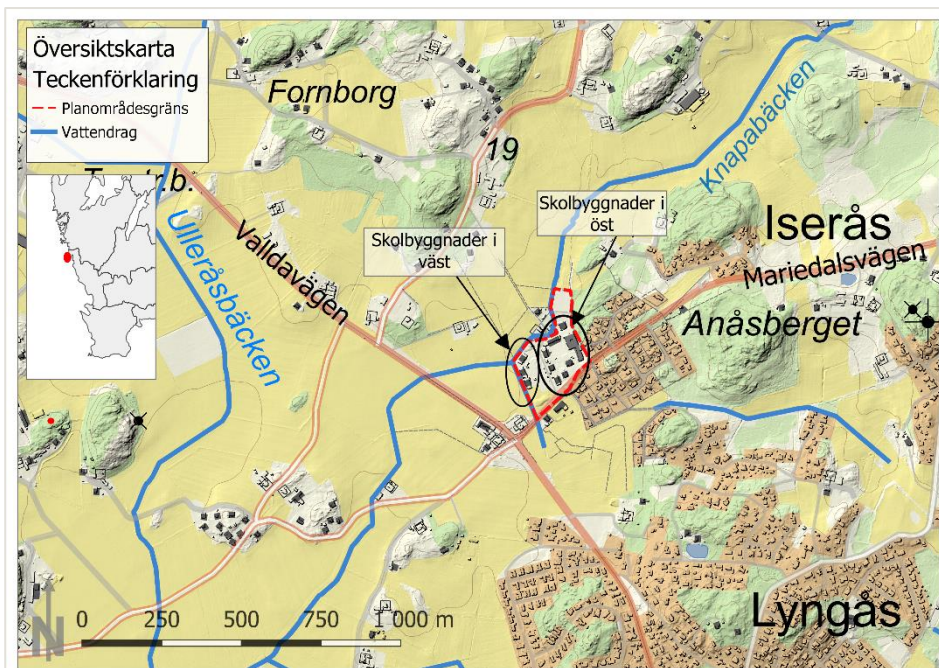 Översiktskarta
Teckenförklaring
Planområdesgräns
Vattendrag
Fornborg
19
Knapabäcken
Skolbyggnader i
öst
Skolbyggnader i
väst
Iserås
Mariedalsvägen
Valldavägen
Ulleråsbäcken
Anåsberget
Lyngås
N
0 250 500 750 1 000 m